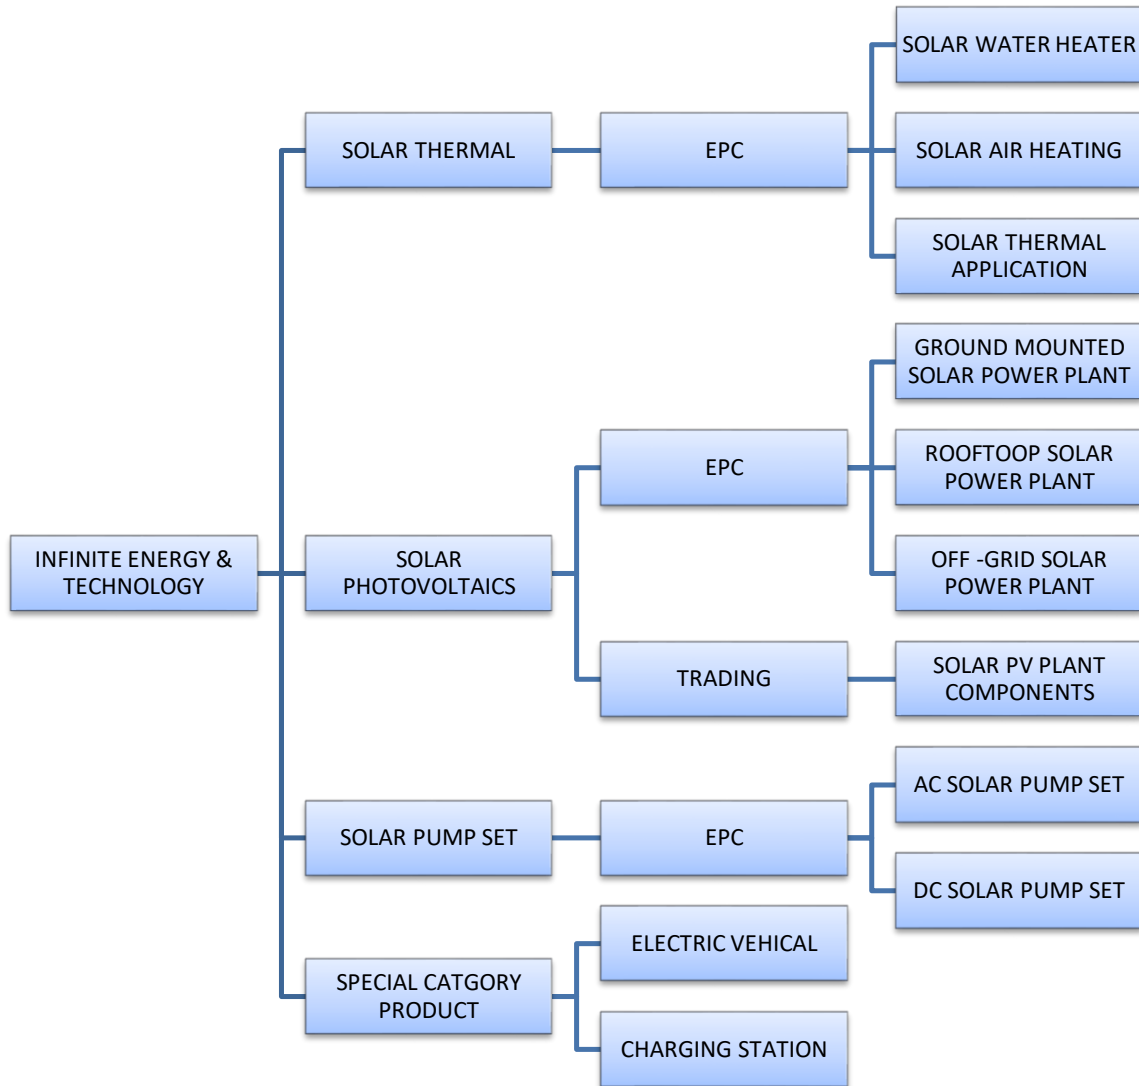 SOLAR WATER HEATER
SOLAR THERMAL
EPC
SOLAR AIR HEATING
SOLAR THERMAL
APPLICATION
GROUND MOUNTED
SOLAR POWER PLANT
EPC
ROOFTOOP SOLAR
POWER PLANT
INFINITE ENERGY &
TECHNOLOGY
SOLAR
PHOTOVOLTAICS
OFF -GRID SOLAR
POWER PLANT
TRADING
SOLAR PV PLANT
COMPONENTS
AC SOLAR PUMP SET
SOLAR PUMP SET
EPC
DC SOLAR PUMP SET
ELECTRIC VEHICAL
SPECIAL CATGORY
PRODUCT
CHARGING STATION